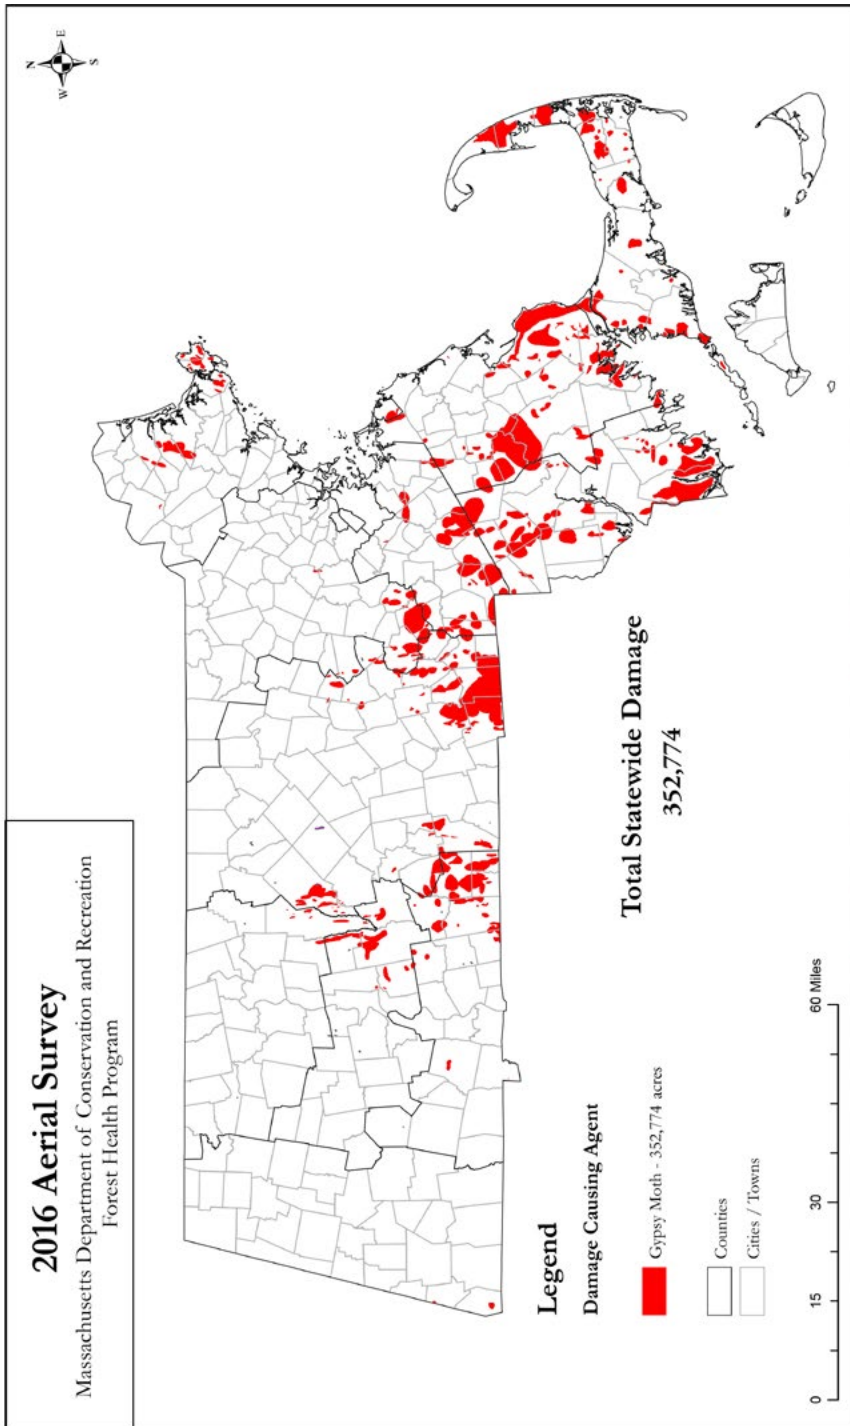 2016 Aerial Survey
Massachusetts Department of Conservation and Recreation
Forest Health Program
N
W
E
S
Legend
Damage Causing Agent
Gypsy Moth - 352,774 acres
Counties
Cities / Towns
Total Statewide Damage
352,774
0 15 30 60 Miles